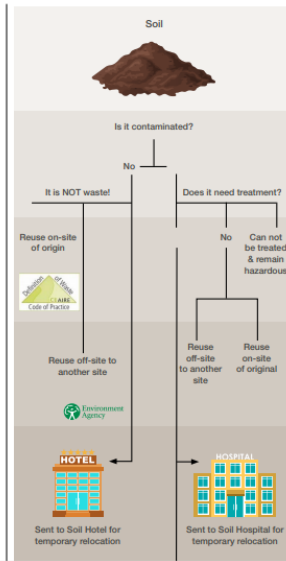 Soil
Is it contaminated?
No
It is NOT waste!
Does it need treatment?
Reuse on-site
of origin
No
Can not
be treated
& remain
hazardous
Definition
of Waste
CL:AIRE
Code of Practice
Reuse off-site to
another site
Reuse
off-site
to another
site
Reuse
on-site
of original
Environment
Agency
HOTEL
HOSPITAL
Sent to Soil Hotel for
temporary relocation
Sent to Soil Hospital for
temporary relocation